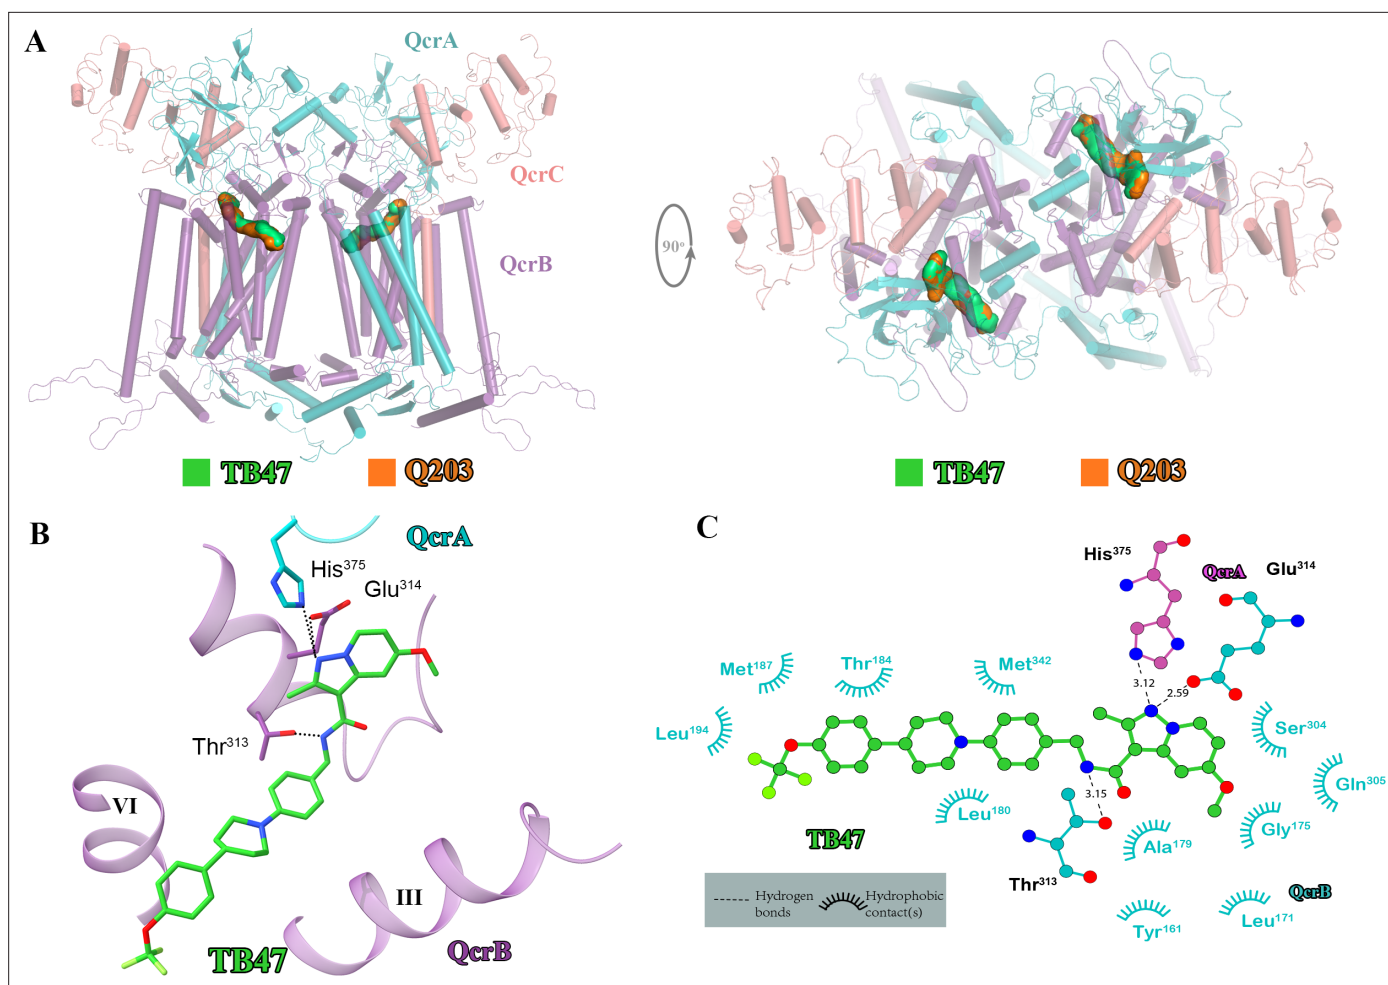 A
QcrA
QcrC
QcrB
90°
TB47
Q203
TB47
Q203
B
QcrA
His375
Glu314
Thr313
VI
III
TB47
QcrB
C
His375
QcrA
Glu314
Met187
Thr184
Met342
3.12
2.59
Leu194
Ser304
Gln305
3.15
Leu180
Gly175
TB47
Ala179
Thr313
QcrB
Leu171
Tyr161
Hydrogen
bonds
Hydrophobic
contact(s)